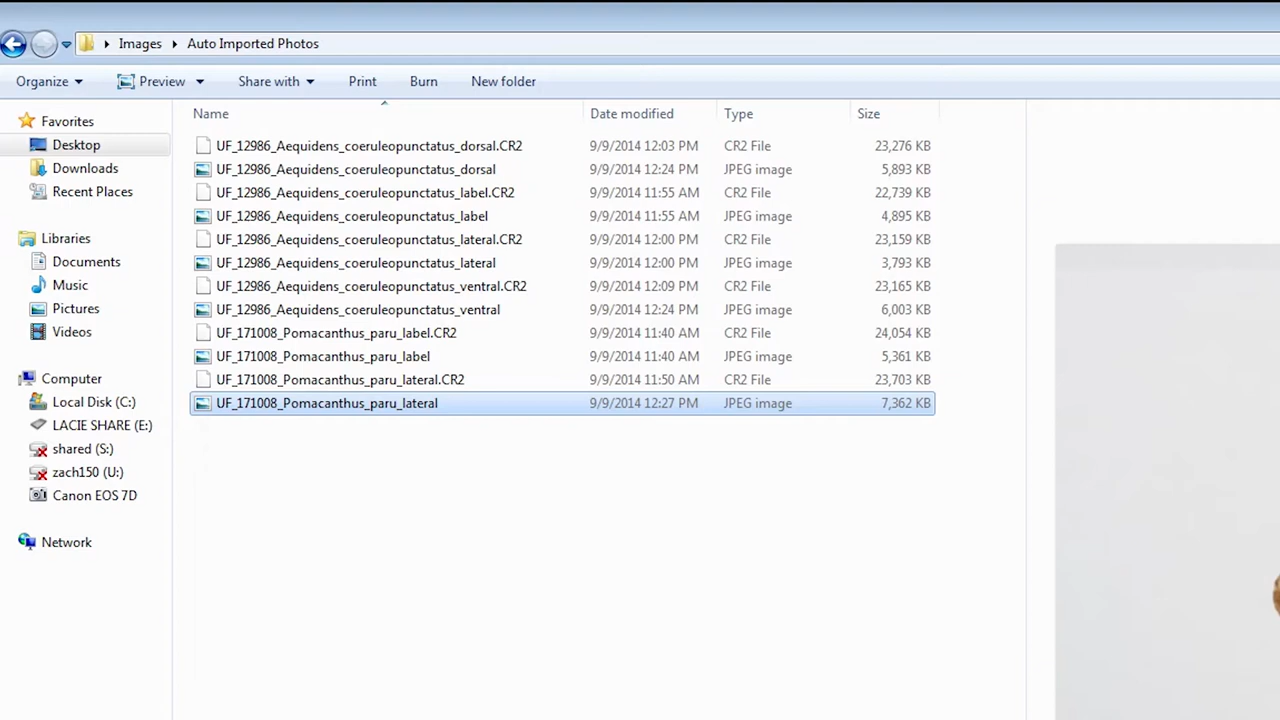 Images Auto Imported Photos
Organize Preview Share with Print Burn New folder
Name Date modified Type Size
Favorites
Desktop
Downloads
Recent Places
Libraries
Documents
Music
Pictures
Videos
Computer
Local Disk (C:)
LACIE SHARE (E:)
shared (S:)
zach150 (U:)
Canon EOS 7D
Network
UF_12986_Aequidens_coeruleopunctatus_dorsal.CR2 9/9/2014 12:03 PM CR2 File 23,276 KB
UF_12986_Aequidens_coeruleopunctatus_dorsal 9/9/2014 12:24 PM JPEG image 5,893 KB
UF_12986_Aequidens_coeruleopunctatus_label.CR2 9/9/2014 11:55 AM CR2 File 22,739 KB
UF_12986_Aequidens_coeruleopunctatus_label 9/9/2014 11:55 AM JPEG image 4,895 KB
UF_12986_Aequidens_coeruleopunctatus_lateral.CR2 9/9/2014 12:00 PM CR2 File 23,159 KB
UF_12986_Aequidens_coeruleopunctatus_lateral 9/9/2014 12:00 PM JPEG image 3,793 KB
UF_12986_Aequidens_coeruleopunctatus_ventral.CR2 9/9/2014 12:09 PM CR2 File 23,165 KB
UF_12986_Aequidens_coeruleopunctatus_ventral 9/9/2014 12:24 PM JPEG image 6,003 KB
UF_171008_Pomacanthus_paru_label.CR2 9/9/2014 11:40 AM CR2 File 24,054 KB
UF_171008_Pomacanthus_paru_label 9/9/2014 11:40 AM JPEG image 5,361 KB
UF_171008_Pomacanthus_paru_lateral.CR2 9/9/2014 11:50 AM CR2 File 23,703 KB
UF_171008_Pomacanthus_paru_lateral 9/9/2014 12:27 PM JPEG image 7,362 KB